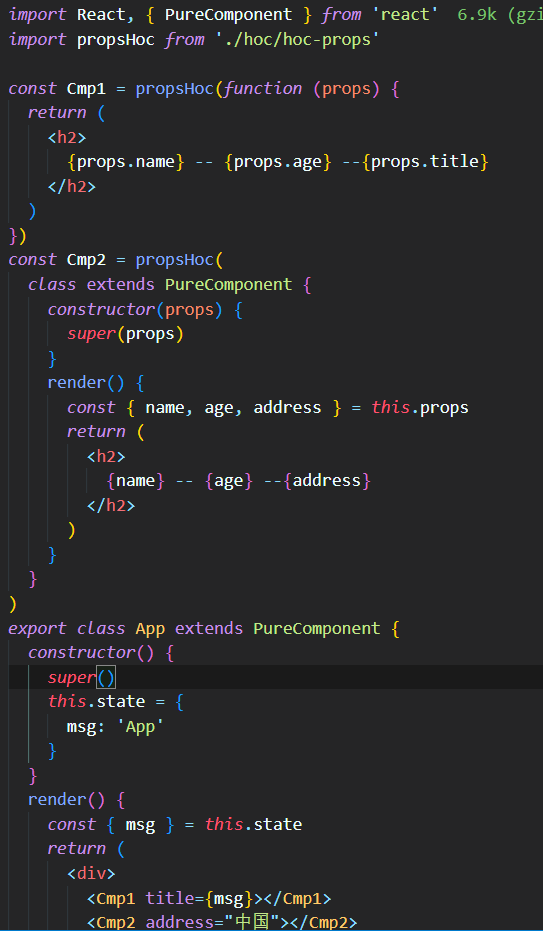 import React, { PureComponent } from 'react' 6.9k (gzi
import propsHoc from './hoc/hoc-props'

const Cmp1 = propsHoc(function (props) {
  return (
    <h2>
      {props.name} -- {props.age} --{props.title}
    </h2>
  )
})
const Cmp2 = propsHoc(
  class extends PureComponent {
    constructor(props) {
      super(props)
    }
    render() {
      const { name, age, address } = this.props
      return (
        <h2>
          {name} -- {age} --{address}
        </h2>
      )
    }
  }
)
export class App extends PureComponent {
  constructor() {
    super()
    this.state = {
      msg: 'App'
    }
  }
  render() {
    const { msg } = this.state
    return (
      <div>
        <Cmp1 title={msg}></Cmp1>
        <Cmp2 address="中国"></Cmp2>